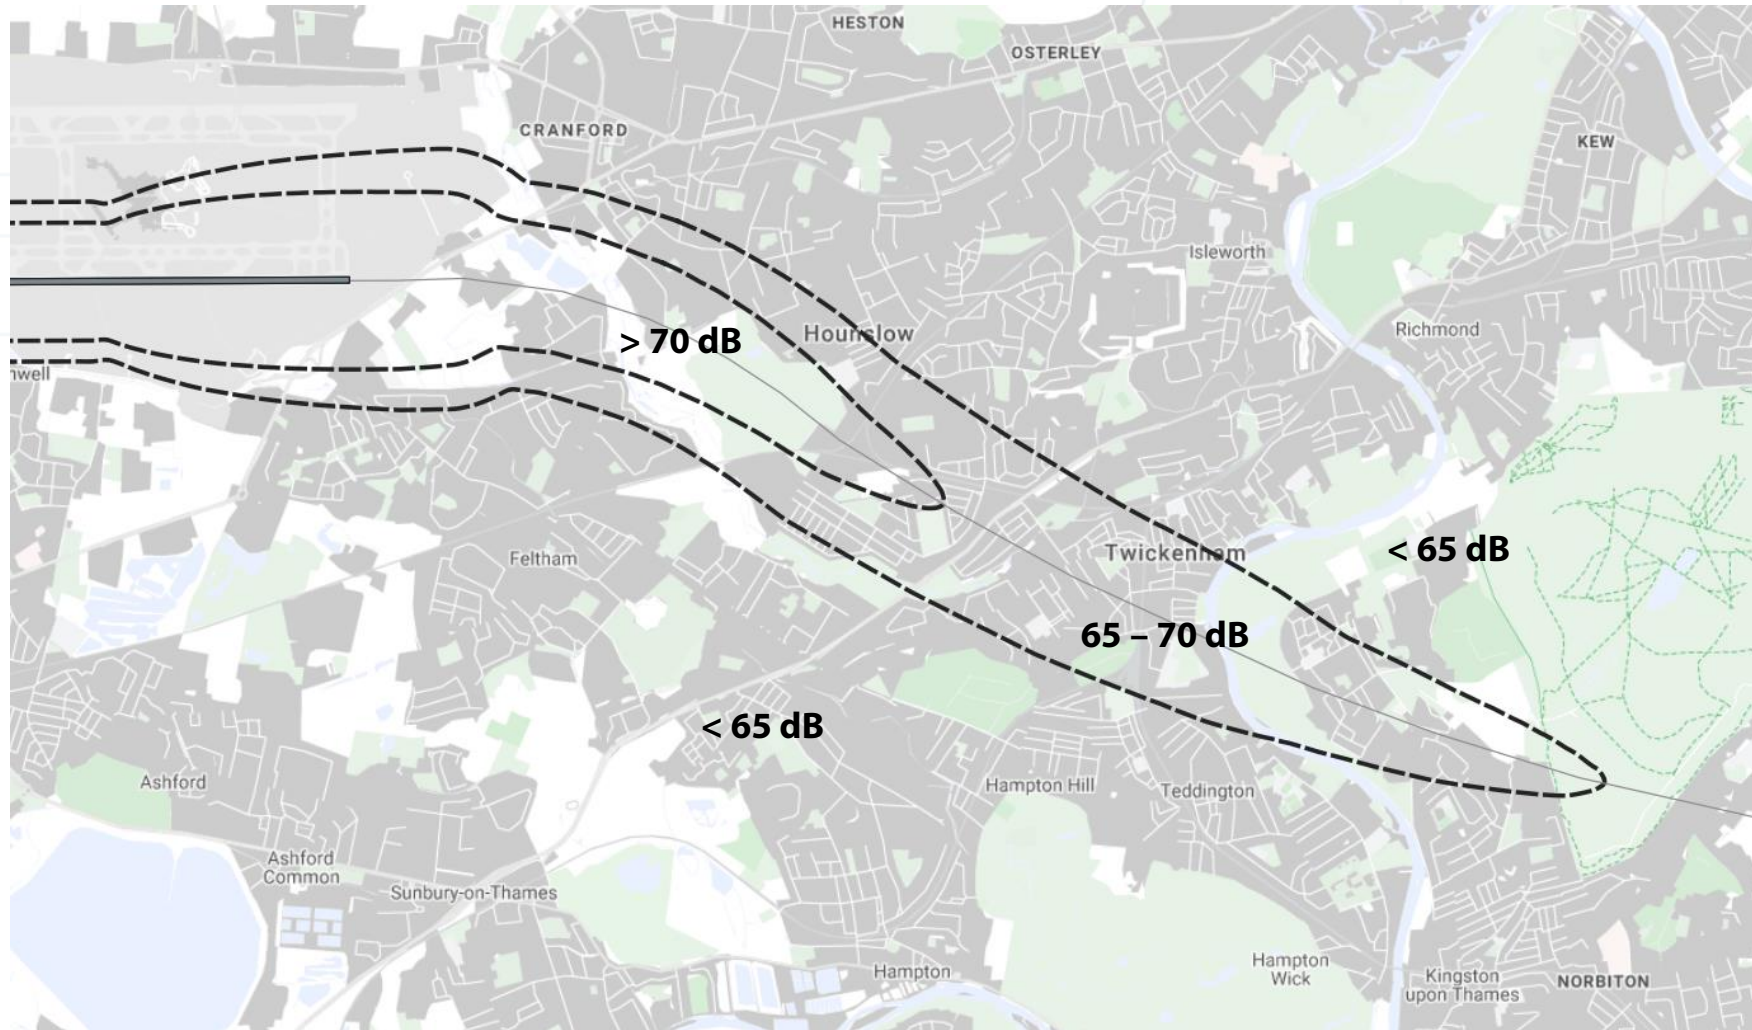 HESTON
OSTERLEY
CRANFORD
KEW
Isleworth
Richmond
Hounslow
> 70 dB
nwell
Twickenham
< 65 dB
Feltham
65 – 70 dB
< 65 dB
Ashford
Hampton Hill
Teddington
Ashford
Common
Sunbury-on-Thames
Hampton
Hampton
Wick
Kingston
upon Thames
NORBITON